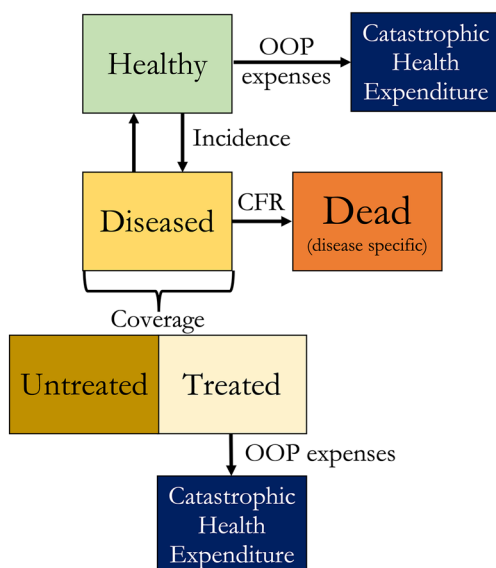 Healthy
OOP
expenses
Catastrophic
Health
Expenditure
Incidence
Diseased
CFR
Dead
(disease specific)
Coverage
Untreated
Treated
OOP expenses
Catastrophic
Health
Expenditure